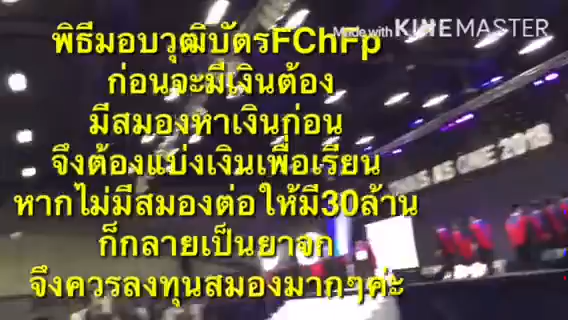 Made with KINEMASTER
พิธีมอบวุฒิบัตรFChFp
ก่อนจะมีเงินต้อง
มีสมองหาเงินก่อน
จึงต้องแบ่งเงินเพื่อเรียน
หากไม่มีสมองต่อให้มี30ล้าน
ก็กลายเป็นยาจก
จึงควรลงทุนสมองมากๆค่ะ
AS ONE 2018